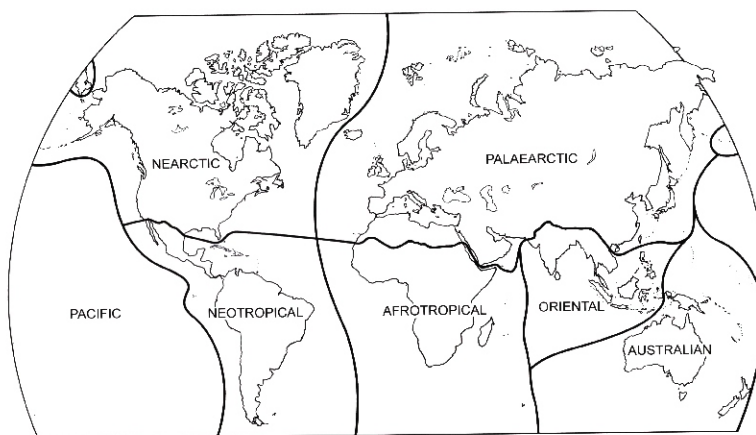 NEARCTIC
PALAEARCTIC
PACIFIC
NEOTROPICAL
AFROTROPICAL
ORIENTAL
AUSTRALIAN